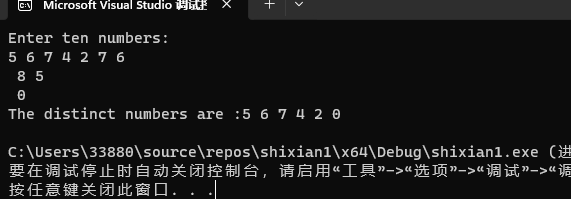 Microsoft Visual Studio 调试
Enter ten numbers:
5 6 7 4 2 7 6
8 5
0
The distinct numbers are :5 6 7 4 2 0
C:\Users\33880\source\repos\shixian1\x64\Debug\shixian1.exe (进
要在调试停止时自动关闭控制台，请启用“工具”->“选项”->“调试”->“调
按任意键关闭此窗口. . .